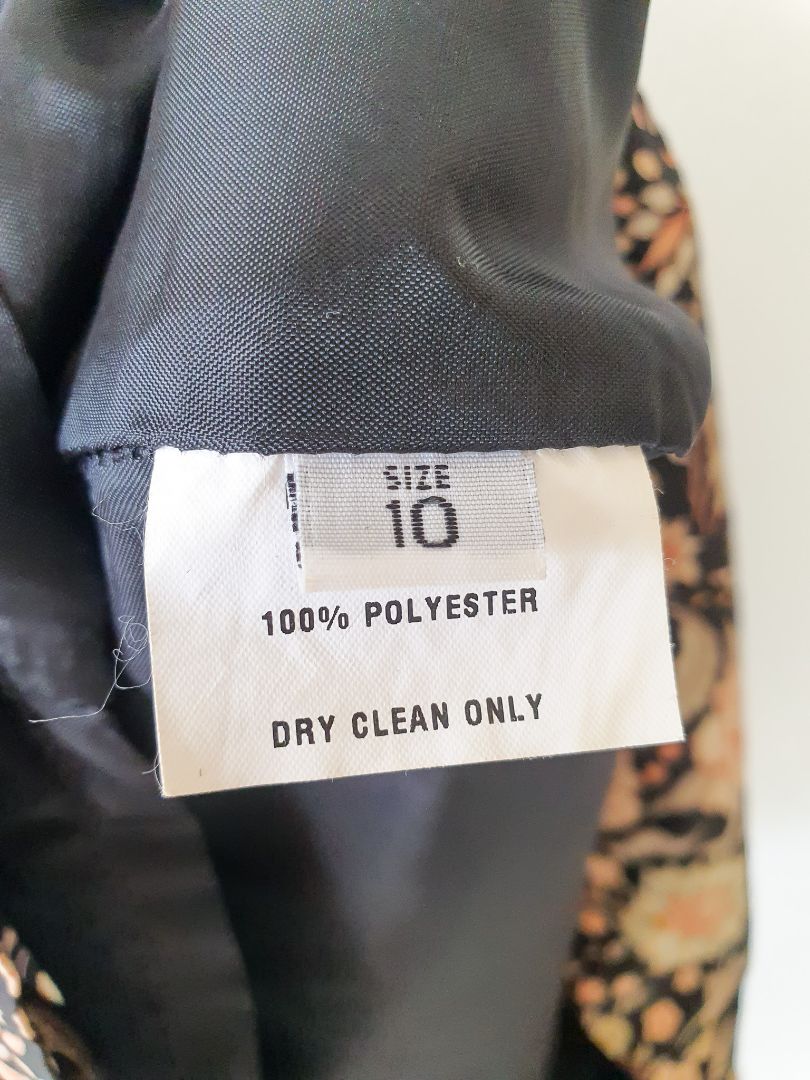 SIZE
10
100% POLYESTER
DRY CLEAN ONLY